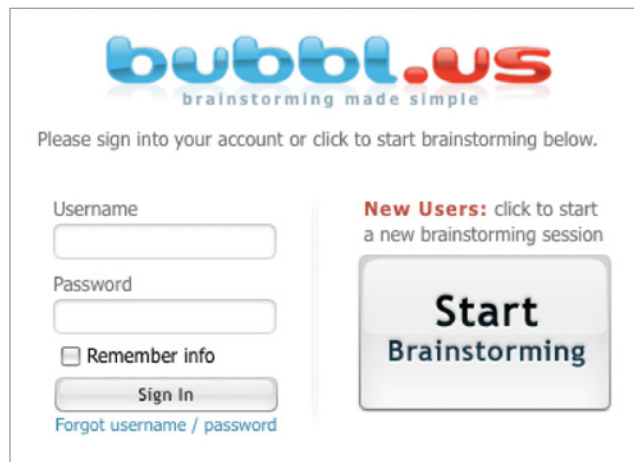 bubbl.us
brainstorming made simple
Please sign into your account or click to start brainstorming below.
Username
Password
Remember info
Sign In
Forgot username / password
New Users: click to start
a new brainstorming session
Start
Brainstorming